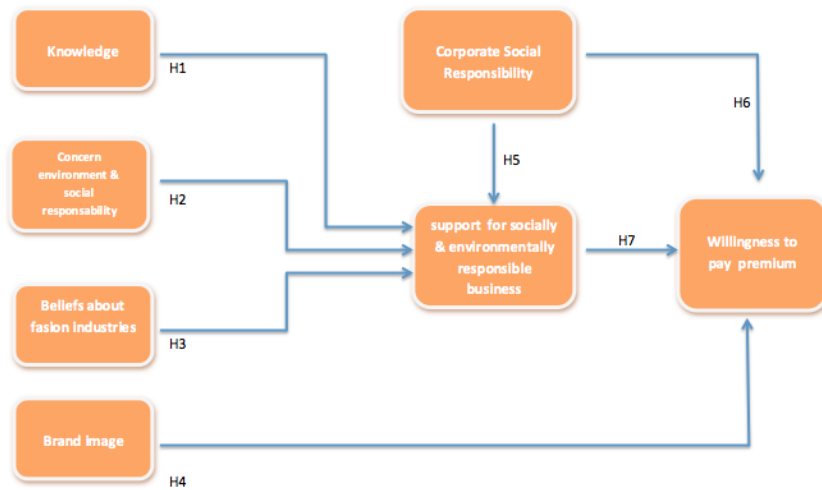 Knowledge
H1
Corporate Social
Responsibility
H6
Concern
environment &
social
responsability
H2
H5
support for socially
& environmentally
responsible
business
H7
Willingness to
pay premium
Beliefs about
fasion industries
H3
Brand image
H4